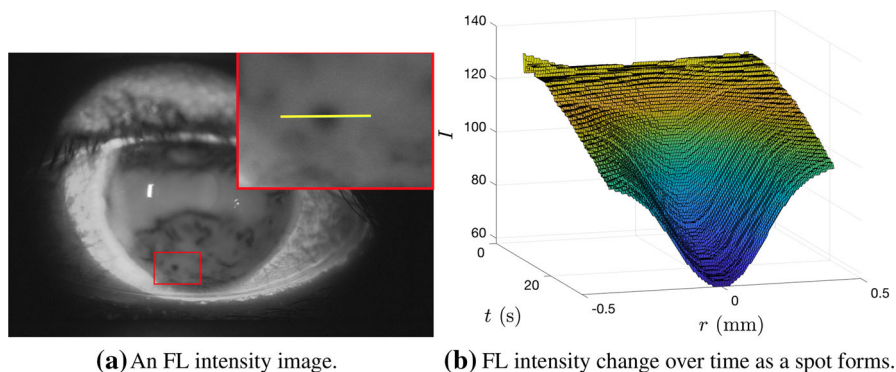 140
120
100
80
60
I
0
20
t (s)
-0.5
0
0.5
r (mm)
(a) An FL intensity image.
(b) FL intensity change over time as a spot forms.